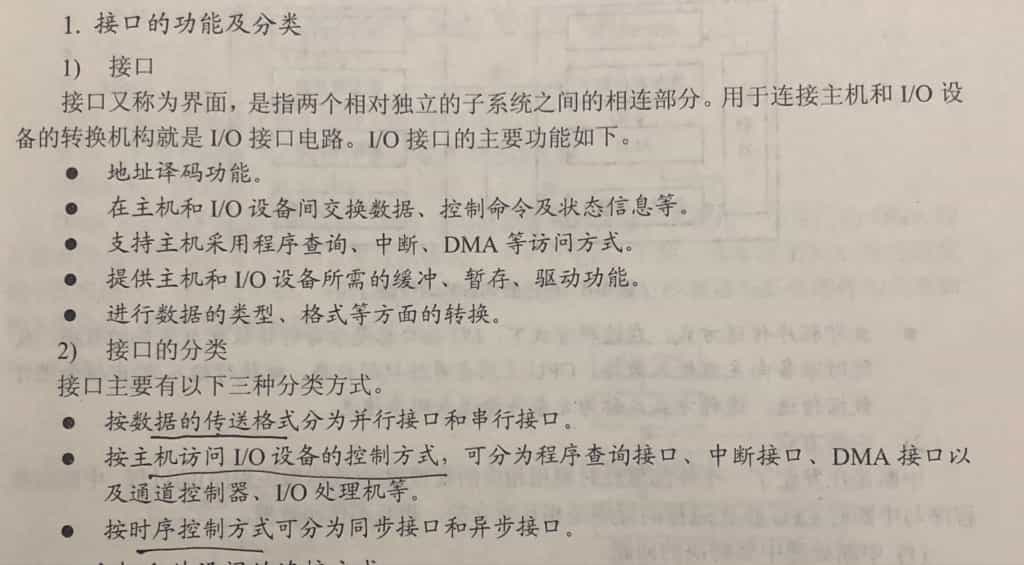 1. 接口的功能及分类
1) 接口
接口又称为界面，是指两个相对独立的子系统之间的相连部分。用于连接主机和 I/O 设
备的转换机构就是 I/O 接口电路。I/O 接口的主要功能如下。
● 地址译码功能。
● 在主机和 I/O 设备间交换数据、控制命令及状态信息等。
● 支持主机采用程序查询、中断、DMA 等访问方式。
● 提供主机和 I/O 设备所需的缓冲、暂存、驱动功能。
● 进行数据的类型、格式等方面的转换。
2) 接口的分类
接口主要有以下三种分类方式。
● 按数据的传送格式分为并行接口和串行接口。
● 按主机访问 I/O 设备的控制方式，可分为程序查询接口、中断接口、DMA 接口以
及通道控制器、I/O 处理机等。
● 按时序控制方式可分为同步接口和异步接口。